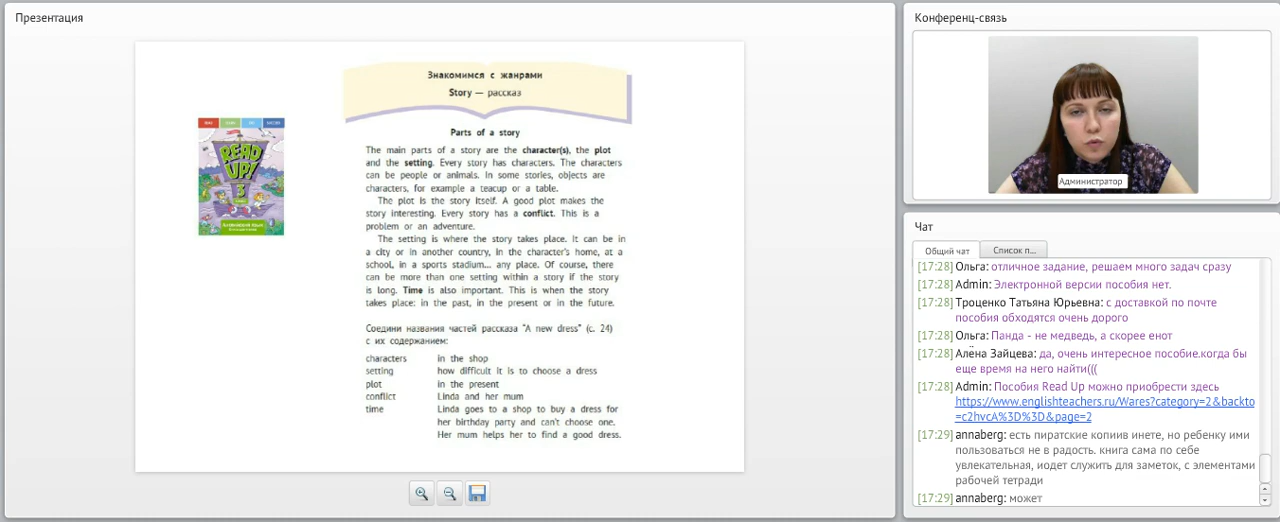 Презентация
Знакомимся с жанрами
Story — рассказ
READ
UP!
3
Parts of a story
The main parts of a story are the character(s), the plot
and the setting. Every story has characters. The characters
can be people or animals. In some stories, objects are
characters, for example a teacup or a table.
The plot is the story itself. A good plot makes the
story interesting. Every story has a conflict. This is a
problem or an adventure.
The setting is where the story takes place. It can be in
a city or in another country, in the character's home, at a
school, in a sports stadium... any place. Of course, there
can be more than one setting within a story if the story
is long. Time is also important. This is when the story
takes place: in the past, in the present or in the future.
Соедини названия частей рассказа "A new dress" (с. 24)
с их содержанием:
characters in the shop
setting how difficult it is to choose a dress
plot in the present
conflict Linda and her mum
time Linda goes to a shop to buy a dress for
her birthday party and can't choose one.
Her mum helps her to find a good dress.
Конференц-связь
Администратор
Чат
Общий чат Список п...
[17:28] Ольга: отличное задание, решаем много задач сразу
[17:28] Admin: Электронной версии пособия нет.
[17:28] Троценко Татьяна Юрьевна: с доставкой по почте
пособия обходятся очень дорого
[17:28] Ольга: Панда - не медведь, а скорее енот
[17:28] Алёна Зайцева: да, очень интересное пособие.когда бы
еще время на него найти(((
[17:28] Admin: Пособия Read Up можно приобрести здесь
https://www.englishteachers.ru/Wares?category=2&backto
=c2hvcA%3D%3D&page=2
[17:29] annaberg: есть пиратские копиив инете, но ребенку ими
пользоваться не в радость. книга сама по себе
увлекательная, иодет служить для заметок, с элементами
рабочей тетради
[17:29] annaberg: может